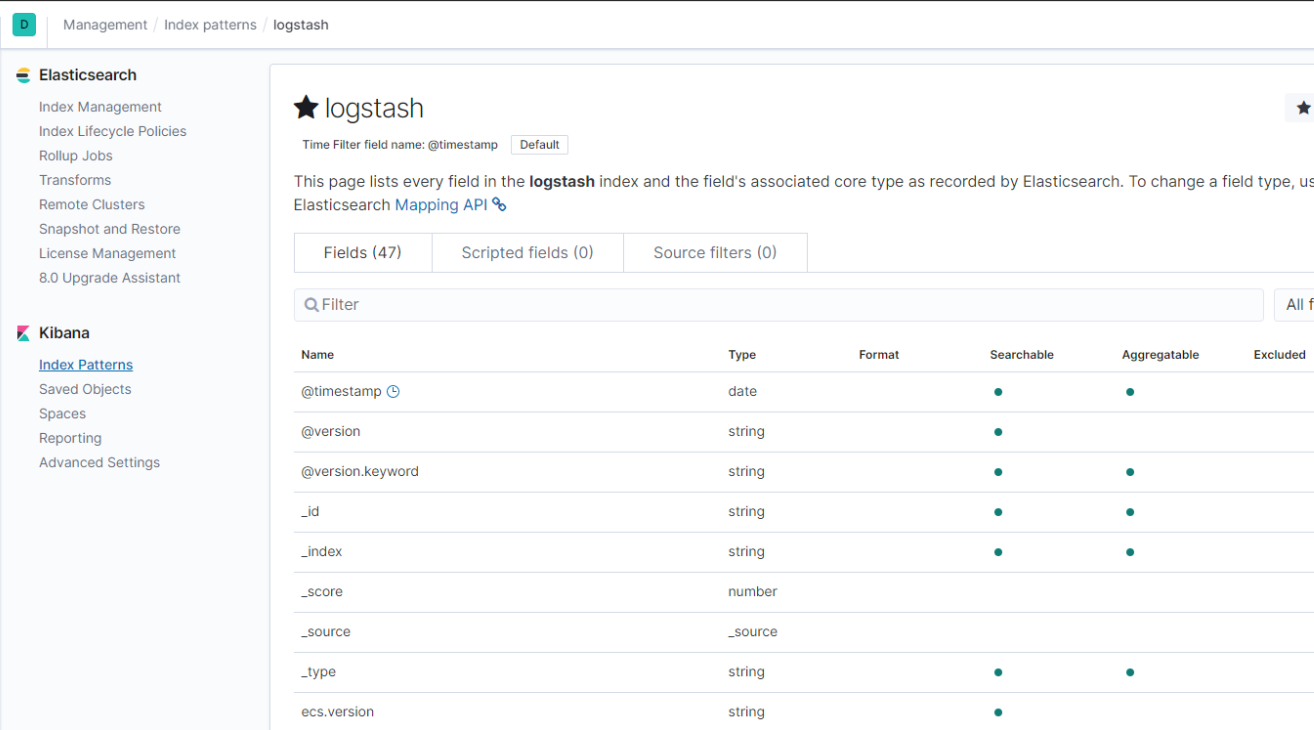 D Management / Index patterns / logstash
Elasticsearch
Index Management
Index Lifecycle Policies
Rollup Jobs
Transforms
Remote Clusters
Snapshot and Restore
License Management
8.0 Upgrade Assistant
Kibana
Index Patterns
Saved Objects
Spaces
Reporting
Advanced Settings
logstash
Time Filter field name: @timestamp Default
This page lists every field in the logstash index and the field's associated core type as recorded by Elasticsearch. To change a field type, us
Elasticsearch Mapping API
Fields (47) Scripted fields (0) Source filters (0)
Filter All f
Name Type Format Searchable Aggregatable Excluded
@timestamp date
@version string
@version.keyword string
_id string
_index string
_score number
_source _source
_type string
ecs.version string